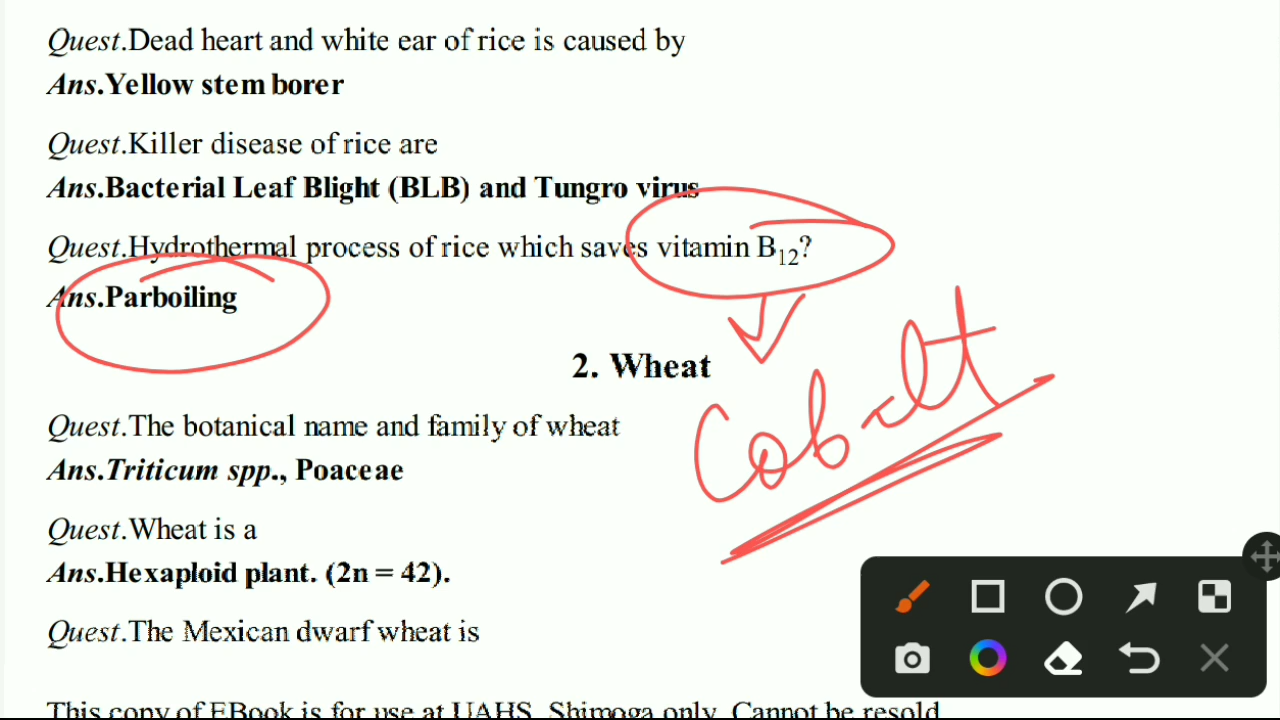 Quest.Dead heart and white ear of rice is caused by
Ans.Yellow stem borer
Quest.Killer disease of rice are
Ans.Bacterial Leaf Blight (BLB) and Tungro virus
Quest.Hydrothermal process of rice which saves vitamin B₁₂?
Ans.Parboiling
2. Wheat
Cobalt
Quest.The botanical name and family of wheat
Ans.Triticum spp., Poaceae
Quest.Wheat is a
Ans.Hexaploid plant. (2n = 42).
Quest.The Mexican dwarf wheat is
This copy of EBook is for use at UAHS, Shimoga only. Cannot be resold